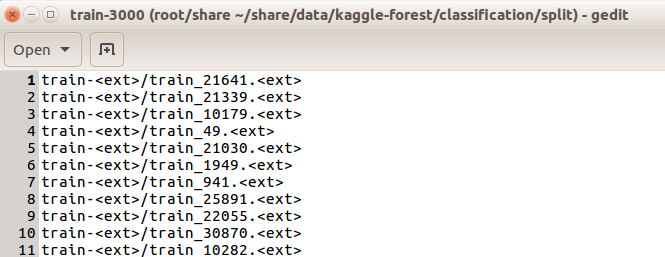 train-3000 (root/share ~/share/data/kaggle-forest/classification/split) - gedit
Open
1 train-<ext>/train_21641.<ext>
2 train-<ext>/train_21339.<ext>
3 train-<ext>/train_10179.<ext>
4 train-<ext>/train_49.<ext>
5 train-<ext>/train_21030.<ext>
6 train-<ext>/train_1949.<ext>
7 train-<ext>/train_941.<ext>
8 train-<ext>/train_25891.<ext>
9 train-<ext>/train_22055.<ext>
10 train-<ext>/train_30870.<ext>
11 train-<ext>/train_10282.<ext>